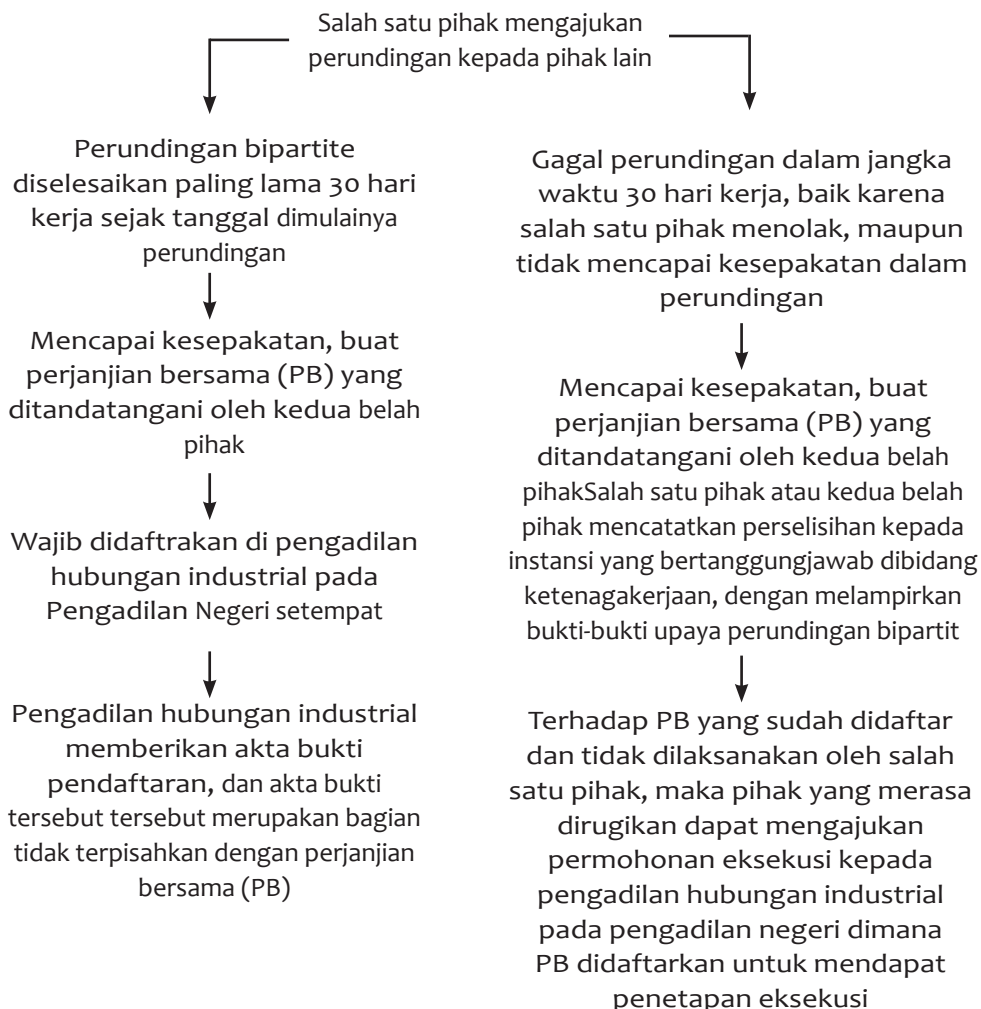 Salah satu pihak mengajukan
perundingan kepada pihak lain
Perundingan bipartite
diselesaikan paling lama 30 hari
kerja sejak tanggal dimulainya
perundingan
Mencapai kesepakatan, buat
perjanjian bersama (PB) yang
ditandatangani oleh kedua belah
pihak
Wajib didaftrakan di pengadilan
hubungan industrial pada
Pengadilan Negeri setempat
Pengadilan hubungan industrial
memberikan akta bukti
pendaftaran, dan akta bukti
tersebut tersebut merupakan bagian
tidak terpisahkan dengan perjanjian
bersama (PB)
Gagal perundingan dalam jangka
waktu 30 hari kerja, baik karena
salah satu pihak menolak, maupun
tidak mencapai kesepakatan dalam
perundingan
Mencapai kesepakatan, buat
perjanjian bersama (PB) yang
ditandatangani oleh kedua belah
pihakSalah satu pihak atau kedua belah
pihak mencatatkan perselisihan kepada
instansi yang bertanggungjawab dibidang
ketenagakerjaan, dengan melampirkan
bukti-bukti upaya perundingan bipartit
Terhadap PB yang sudah didaftar
dan tidak dilaksanakan oleh salah
satu pihak, maka pihak yang merasa
dirugikan dapat mengajukan
permohonan eksekusi kepada
pengadilan hubungan industrial
pada pengadilan negeri dimana
PB didaftarkan untuk mendapat
penetapan eksekusi